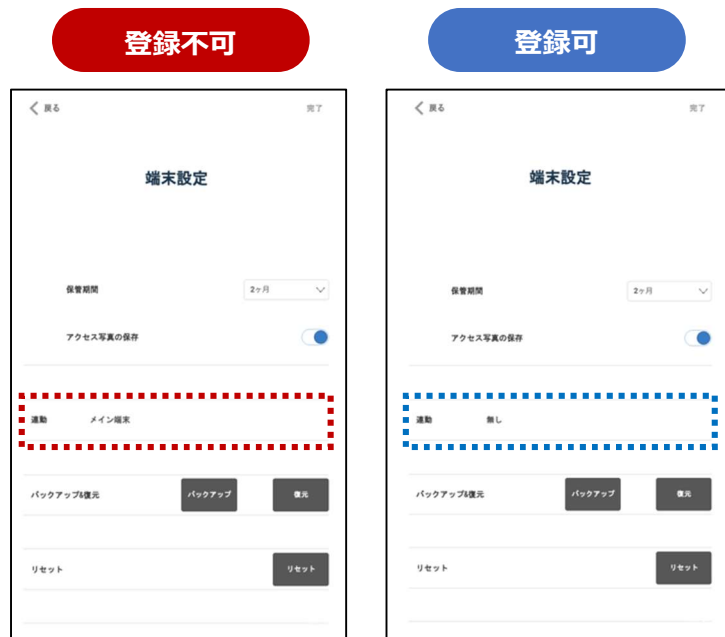 登録不可
戻る 完了
端末設定
保管期間 2ヶ月
アクセス写真の保存
連動 メイン端末
バックアップ&復元 バックアップ 復元
リセット リセット
登録可
戻る 完了
端末設定
保管期間 2ヶ月
アクセス写真の保存
連動 無し
バックアップ&復元 バックアップ 復元
リセット リセット